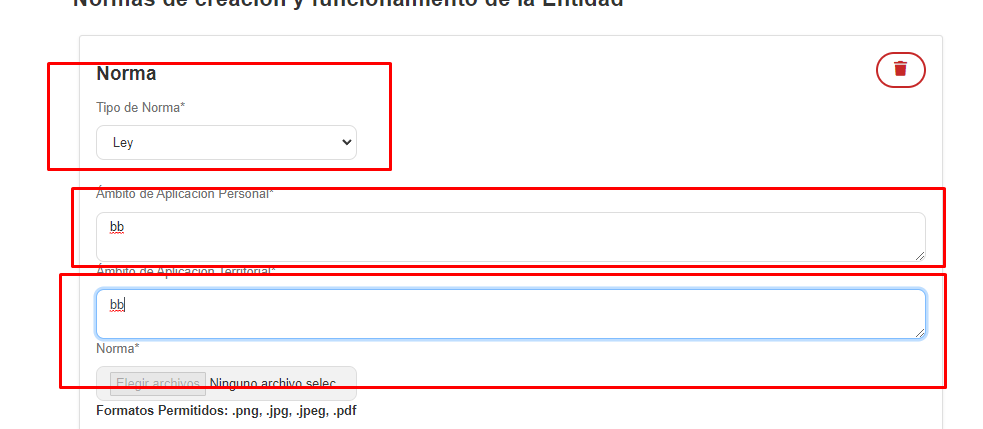 Normas de creación y funcionamiento de la Entidad
Norma
Tipo de Norma*
Ley
Ámbito de Aplicación Personal*
bb
Ámbito de Aplicación Territorial*
bb
Norma*
Elegir archivos Ninguno archivo selec.
Formatos Permitidos: .png, .jpg, .jpeg, .pdf